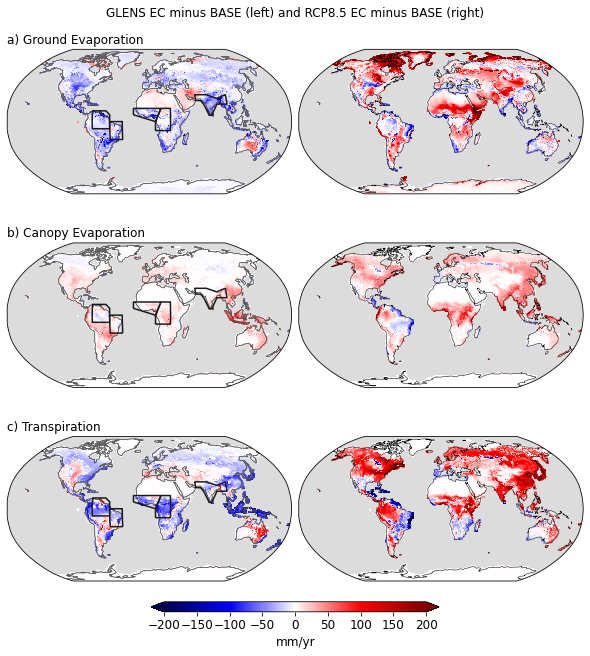 GLENS EC minus BASE (left) and RCP8.5 EC minus BASE (right)
a) Ground Evaporation
b) Canopy Evaporation
c) Transpiration
−200 −150 −100 −50 0 50 100 150 200
mm/yr